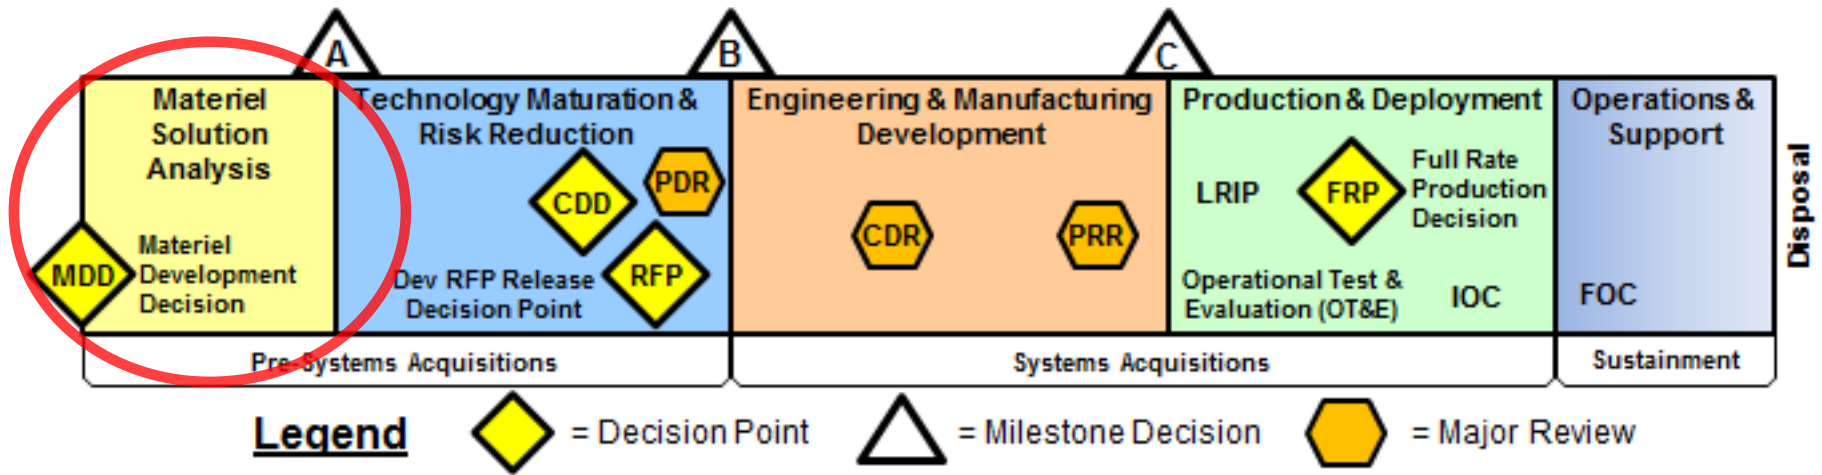 A
B
C
Materiel
Solution
Analysis
MDD
Materiel
Development
Decision
Technology Maturation &
Risk Reduction
CDD
PDR
Dev RFP Release
Decision Point
RFP
Engineering & Manufacturing
Development
CDR
PRR
Production & Deployment
LRIP
FRP
Full Rate
Production
Decision
Operational Test &
Evaluation (OT&E)
IOC
Operations &
Support
FOC
Disposal
Pre-Systems Acquisitions
Systems Acquisitions
Sustainment
Legend
= Decision Point
= Milestone Decision
= Major Review